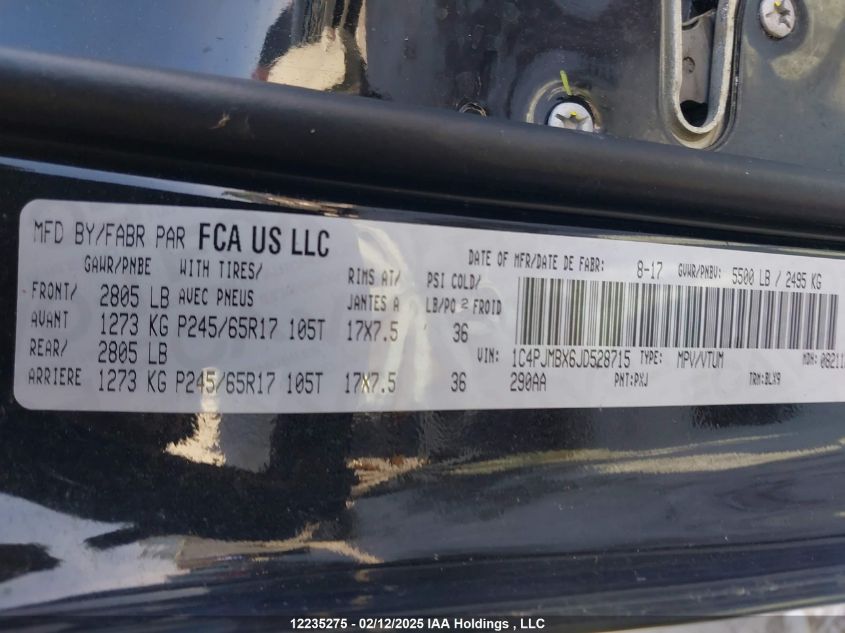 MFD BY/FABR PAR FCA US LLC
DATE OF MFR/DATE DE FABR: 8-17 GVWR/PNBV: 5500 LB / 2495 KG
GAWR/PNBE WITH TIRES/ RIMS AT/ PSI COLD/
FRONT/ 2805 LB AVEC PNEUS JANTES A LB/PO 2 FROID
AVANT 1273 KG P245/65R17 105T 17X7.5 36
REAR/ 2805 LB
VIN: 1C4PJMBX6JD528715 TYPE: MPV/VTUM MDH: 08211
ARRIERE 1273 KG P245/65R17 105T 17X7.5 36
290AA PNT:PXJ TRM:BLX9
12235275 - 02/12/2025 IAA Holdings , LLC